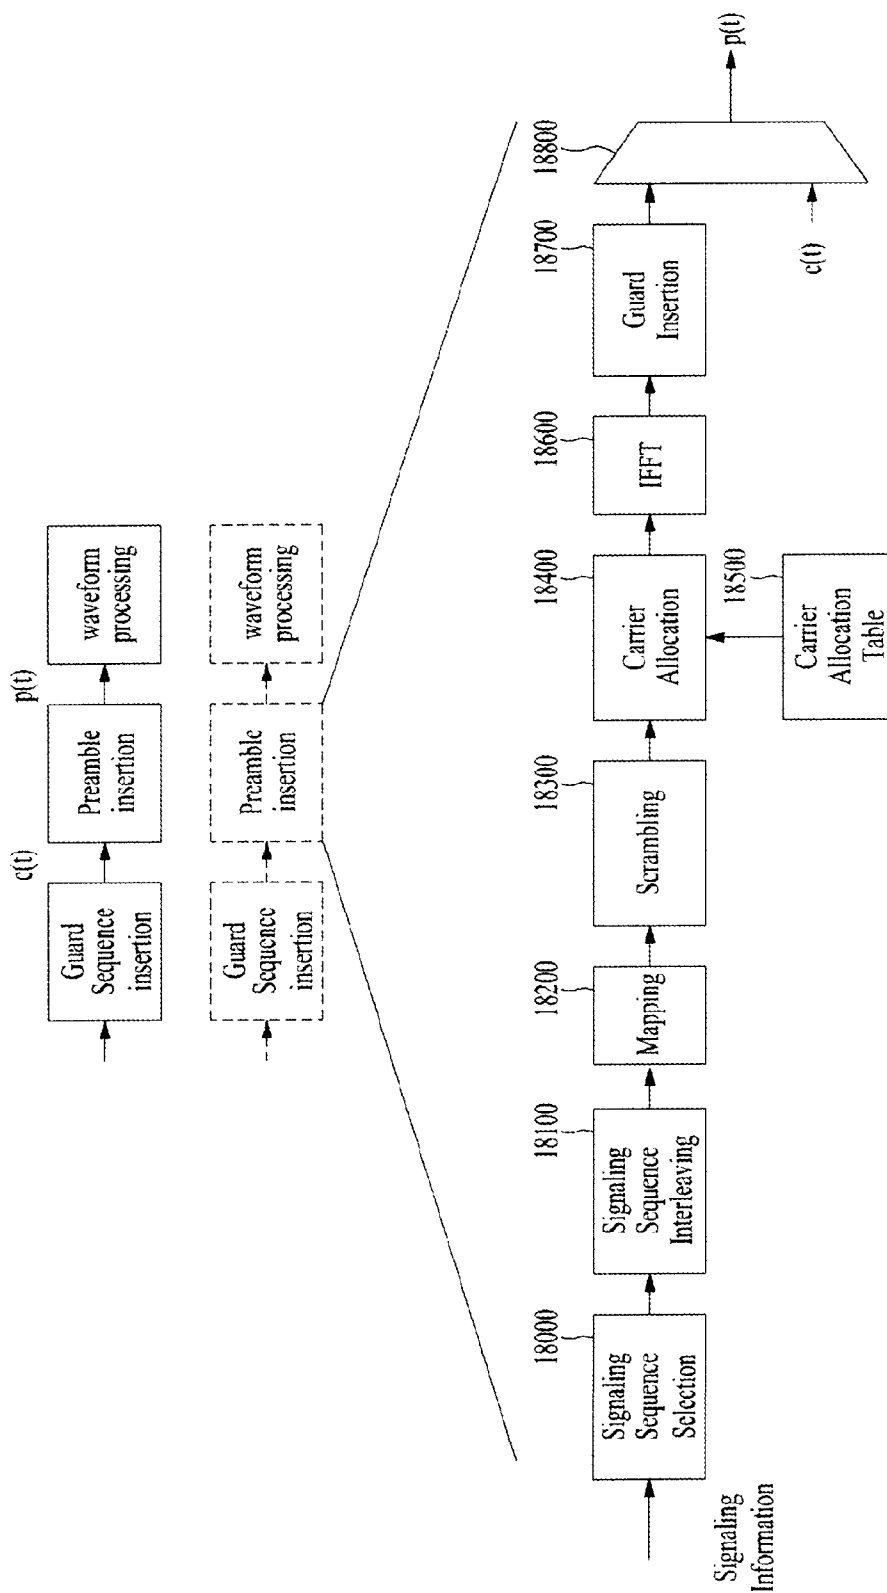 Guard
Sequence
insertion
c(t)
Preamble
insertion
p(t)
waveform
processing
Guard
Sequence
insertion
Preamble
insertion
waveform
processing
Signaling
Information
18000
Signaling
Sequence
Selection
18100
Signaling
Sequence
Interleaving
18200
Mapping
18300
Scrambling
18400
Carrier
Allocation
18500
Carrier
Allocation
Table
18600
IFFT
18700
Guard
Insertion
18800
c(t)
p(t)